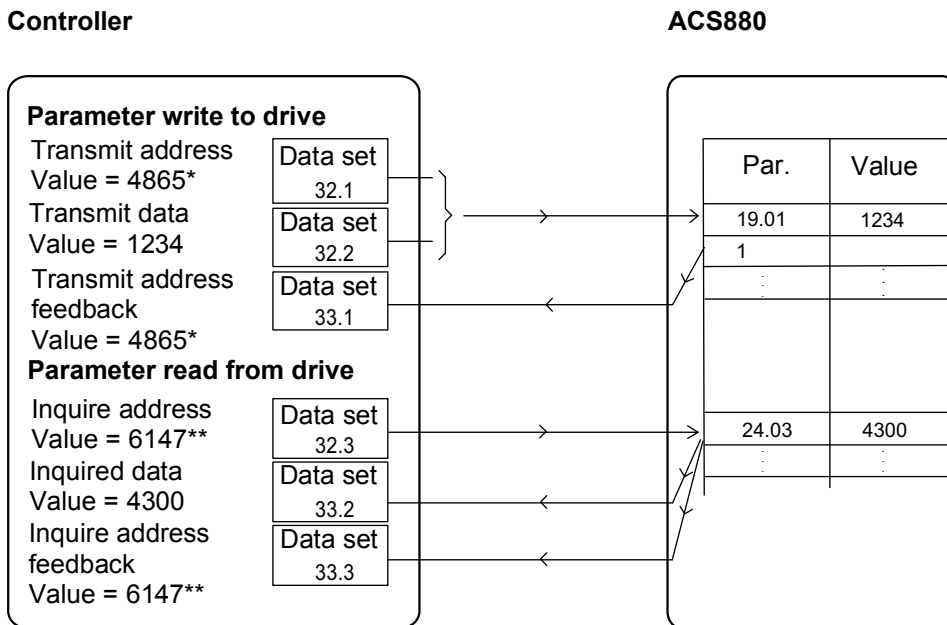 Controller
ACS880
Parameter write to drive
Transmit address
Value = 4865*
Data set
32.1
Transmit data
Value = 1234
Data set
32.2
Transmit address
feedback
Value = 4865*
Data set
33.1
Parameter read from drive
Inquire address
Value = 6147**
Data set
32.3
Inquired data
Value = 4300
Data set
33.2
Inquire address
feedback
Value = 6147**
Data set
33.3
Par. Value
19.01 1234
1
24.03 4300